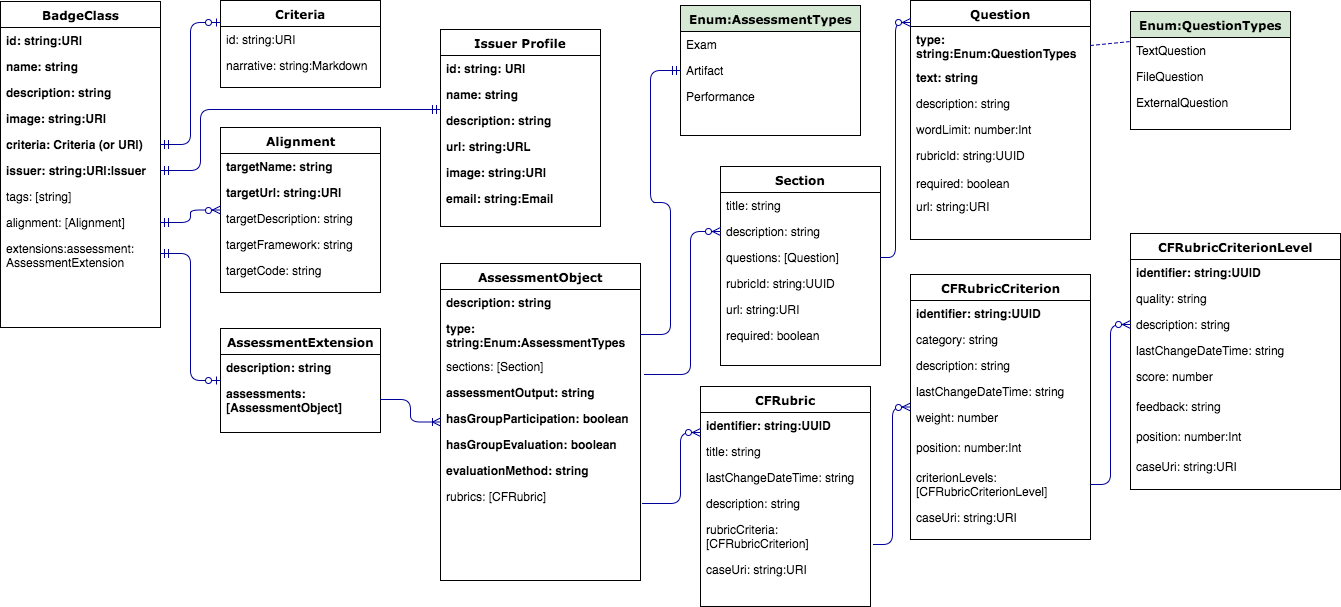 BadgeClass
id: string:URI
name: string
description: string
image: string:URI
criteria: Criteria (or URI)
issuer: string:URI:Issuer
tags: [string]
alignment: [Alignment]
extensions:assessment:
AssessmentExtension
Criteria
id: string:URI
narrative: string:Markdown
Alignment
targetName: string
targetUrl: string:URI
targetDescription: string
targetFramework: string
targetCode: string
AssessmentExtension
description: string
assessments:
[AssessmentObject]
Issuer Profile
id: string: URI
name: string
description: string
url: string:URL
image: string:URI
email: string:Email
AssessmentObject
description: string
type:
string:Enum:AssessmentTypes
sections: [Section]
assessmentOutput: string
hasGroupParticipation: boolean
hasGroupEvaluation: boolean
evaluationMethod: string
rubrics: [CFRubric]
Enum:AssessmentTypes
Exam
Artifact
Performance
Section
title: string
description: string
questions: [Question]
rubricId: string:UUID
url: string:URI
required: boolean
CFRubric
identifier: string:UUID
title: string
lastChangeDateTime: string
description: string
rubricCriteria:
[CFRubricCriterion]
caseUri: string:URI
Question
type:
string:Enum:QuestionTypes
text: string
description: string
wordLimit: number:Int
rubricId: string:UUID
required: boolean
url: string:URI
CFRubricCriterion
identifier: string:UUID
category: string
description: string
lastChangeDateTime: string
weight: number
position: number:Int
criterionLevels:
[CFRubricCriterionLevel]
caseUri: string:URI
Enum:QuestionTypes
TextQuestion
FileQuestion
ExternalQuestion
CFRubricCriterionLevel
identifier: string:UUID
quality: string
description: string
lastChangeDateTime: string
score: number
feedback: string
position: number:Int
caseUri: string:URI